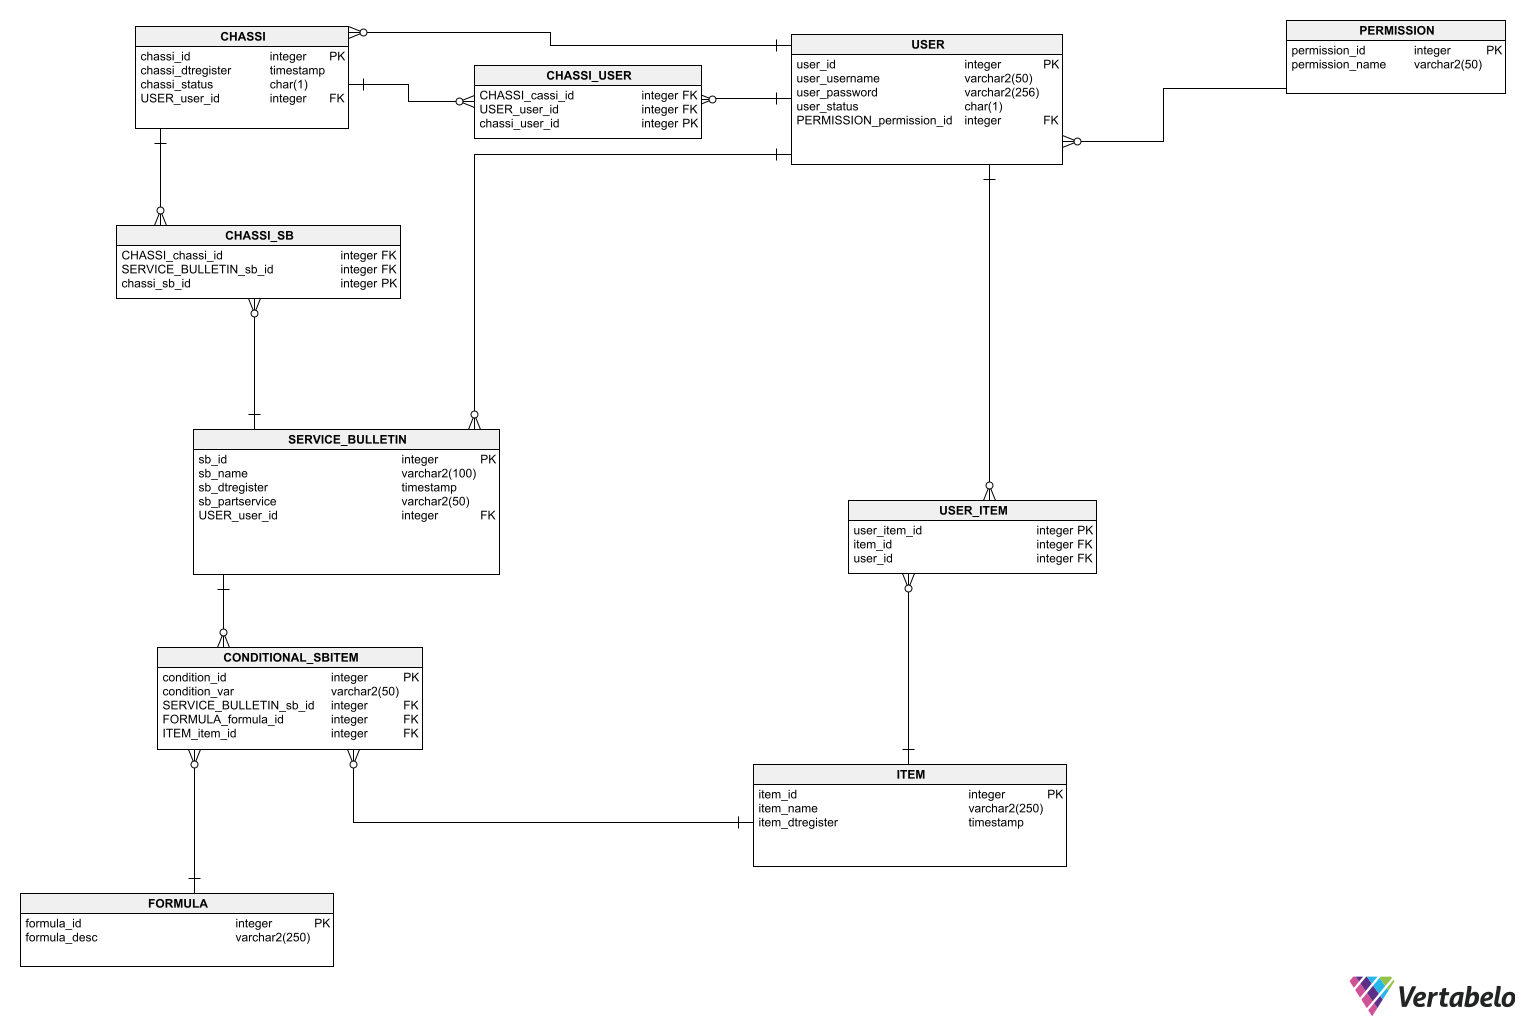 CHASSI
chassi_id integer PK
chassi_dtregister timestamp
chassi_status char(1)
USER_user_id integer FK
CHASSI_USER
CHASSI_cassi_id integer FK
USER_user_id integer FK
chassi_user_id integer PK
USER
user_id integer PK
user_username varchar2(50)
user_password varchar2(256)
user_status char(1)
PERMISSION_permission_id integer FK
PERMISSION
permission_id integer PK
permission_name varchar2(50)
CHASSI_SB
CHASSI_chassi_id integer FK
SERVICE_BULLETIN_sb_id integer FK
chassi_sb_id integer PK
SERVICE_BULLETIN
sb_id integer PK
sb_name varchar2(100)
sb_dtregister timestamp
sb_partservice varchar2(50)
USER_user_id integer FK
USER_ITEM
user_item_id integer PK
item_id integer FK
user_id integer FK
CONDITIONAL_SBITEM
condition_id integer PK
condition_var varchar2(50)
SERVICE_BULLETIN_sb_id integer FK
FORMULA_formula_id integer FK
ITEM_item_id integer FK
ITEM
item_id integer PK
item_name varchar2(250)
item_dtregister timestamp
FORMULA
formula_id integer PK
formula_desc varchar2(250)
Vertabelo